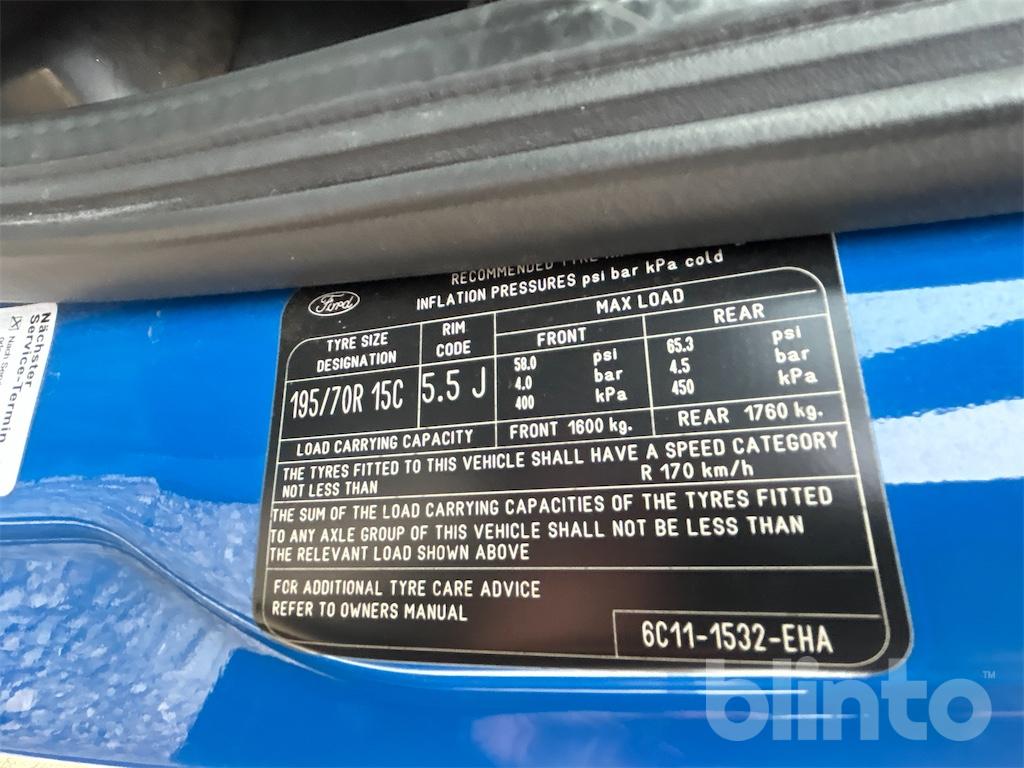 RECOMMENDED TYRE
INFLATION PRESSURES psi bar kPa cold
Ford
TYRE SIZE DESIGNATION
RIM CODE
MAX LOAD
FRONT
REAR
195/70R 15C
5.5 J
58.0 psi
4.0 bar
400 kPa
65.3 psi
4.5 bar
450 kPa
LOAD CARRYING CAPACITY
FRONT 1600 kg.
REAR 1760 kg.
THE TYRES FITTED TO THIS VEHICLE SHALL HAVE A SPEED CATEGORY
NOT LESS THAN R 170 km/h
THE SUM OF THE LOAD CARRYING CAPACITIES OF THE TYRES FITTED
TO ANY AXLE GROUP OF THIS VEHICLE SHALL NOT BE LESS THAN
THE RELEVANT LOAD SHOWN ABOVE
FOR ADDITIONAL TYRE CARE ADVICE
REFER TO OWNERS MANUAL
6C11-1532-EHA
Nächster
Service-Termin
blinto™